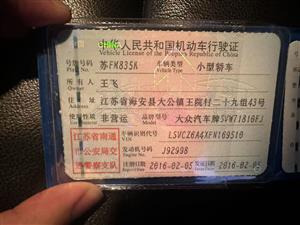 中华人民共和国机动车行驶证
Vehicle License of the People's Republic of China
号牌号码 苏FM835K 车辆类型 小型轿车
Plate No. Vehicle Type
所有人 王飞
Owner
住址 江苏省海安县大公镇王院村二十九组43号
Address
使用性质 非营运 品牌型号 大众汽车牌SVW71810FJ
Use Character Model
江苏省南通 车辆识别代号 LSVCZ6A4XFN169510
VIN
市公安局交 发动机号码 J92998
Engine No.
通警察支队 注册日期 2016-02-05 发证日期 2016-02-05
Register Date Issue Date